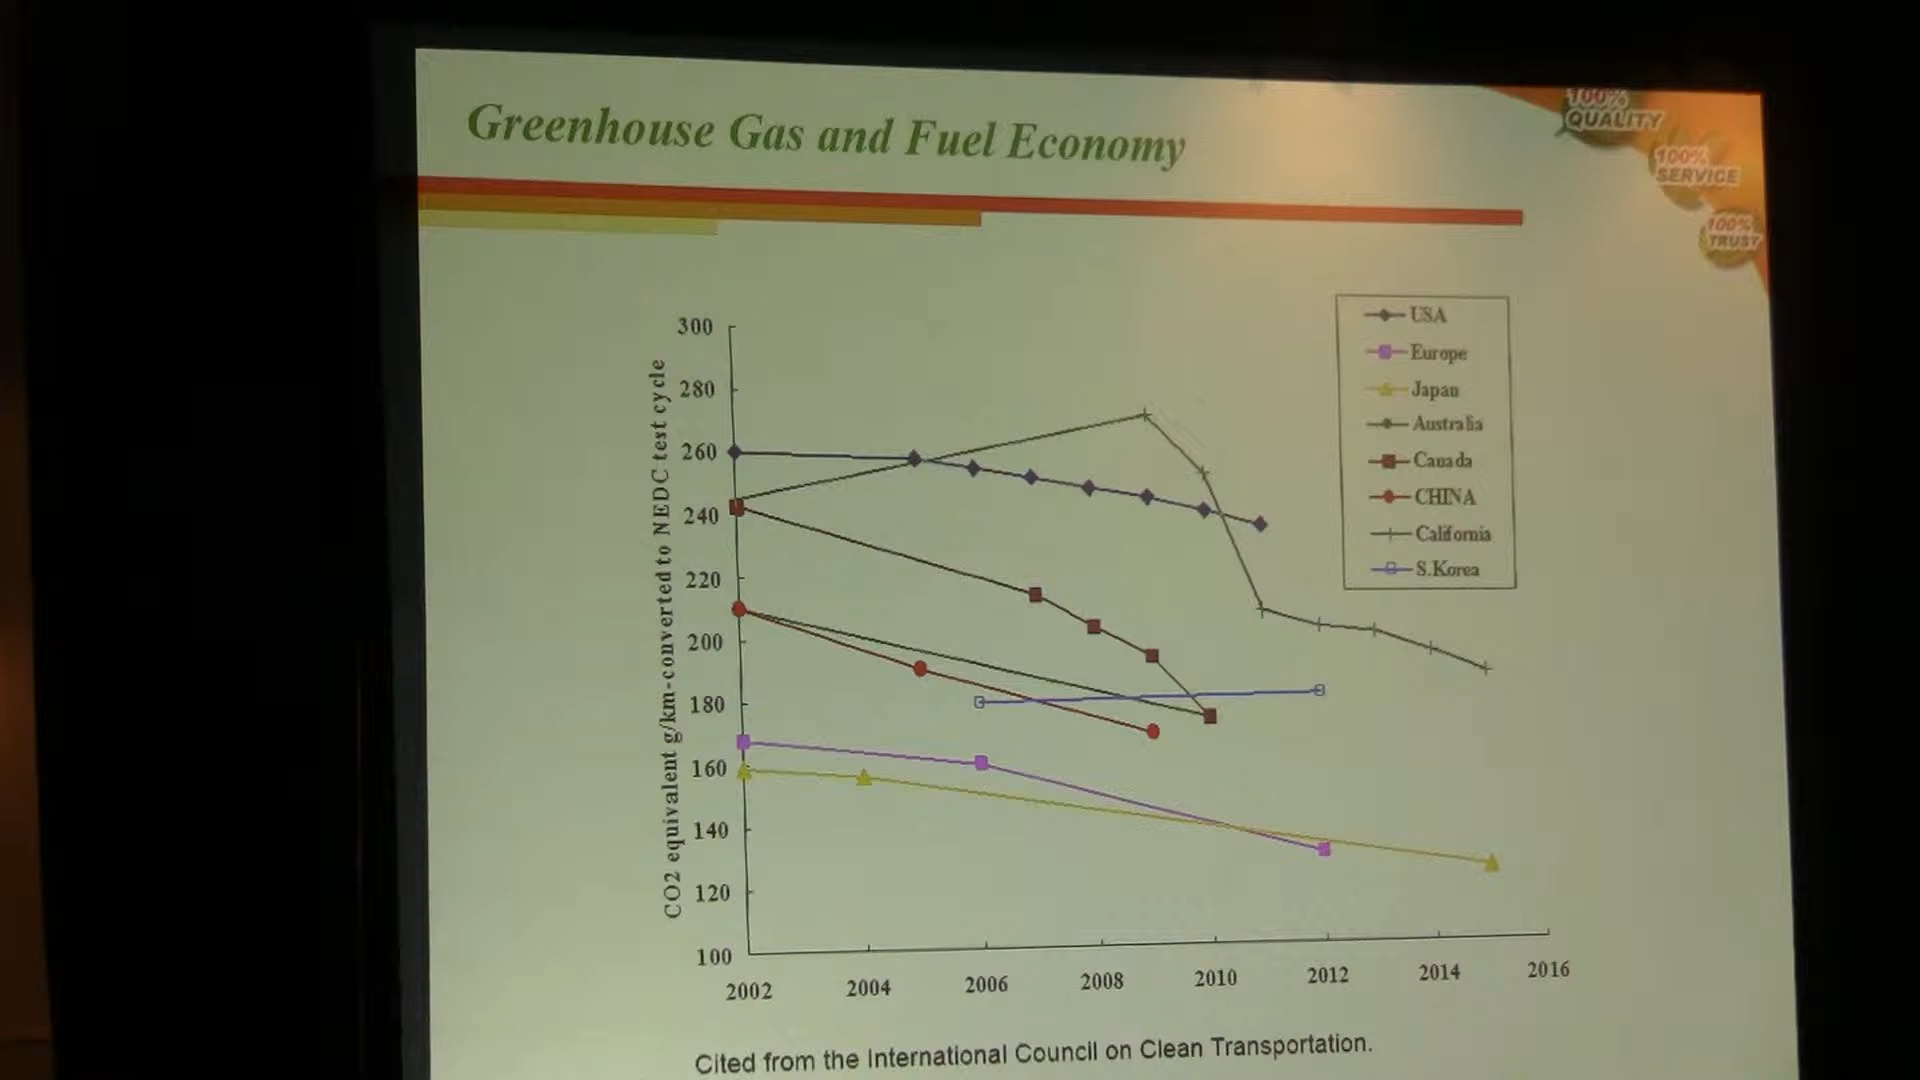 Greenhouse Gas and Fuel Economy
100%
QUALITY
100%
SERVICE
100%
TRUST
CO2 equivalent g/km-converted to NEDC test cycle
300
280
260
240
220
200
180
160
140
120
100
2002 2004 2006 2008 2010 2012 2014 2016
USA
Europe
Japan
Australia
Canada
CHINA
California
S.Korea
Cited from the International Council on Clean Transportation.